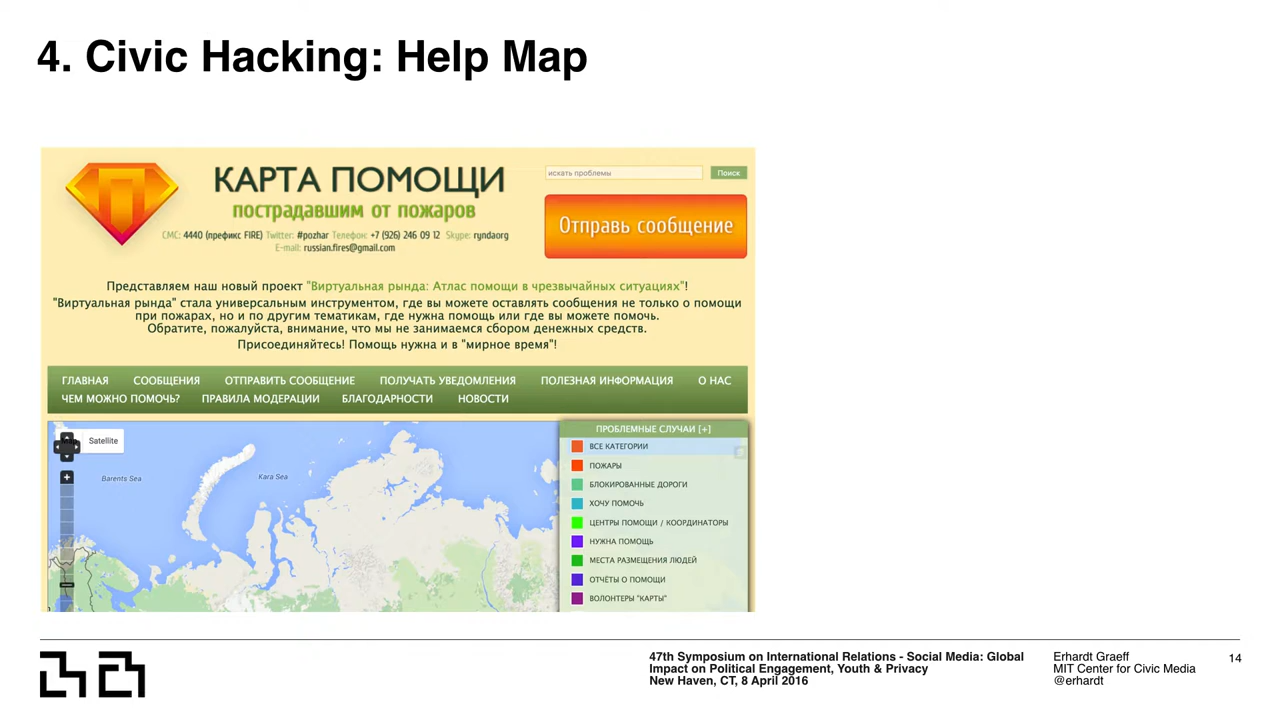 4. Civic Hacking: Help Map
КАРТА ПОМОЩИ
пострадавшим от пожаров
СМС: 4440 (префикс FIRE) Twitter: #pozhar Телефон: +7 (926) 246 09 12 Skype: ryndaorg
E-mail: russian.fires@gmail.com
искать проблемы
Поиск
Отправь сообщение
Представляем наш новый проект "Виртуальная рында: Атлас помощи в чрезвычайных ситуациях"!
"Виртуальная рында" стала универсальным инструментом, где вы можете оставлять сообщения не только о помощи
при пожарах, но и по другим тематикам, где нужна помощь или где вы можете помочь.
Обратите, пожалуйста, внимание, что мы не занимаемся сбором денежных средств.
Присоединяйтесь! Помощь нужна и в "мирное время"!
ГЛАВНАЯ СООБЩЕНИЯ ОТПРАВИТЬ СООБЩЕНИЕ ПОЛУЧАТЬ УВЕДОМЛЕНИЯ ПОЛЕЗНАЯ ИНФОРМАЦИЯ О НАС
ЧЕМ МОЖНО ПОМОЧЬ? ПРАВИЛА МОДЕРАЦИИ БЛАГОДАРНОСТИ НОВОСТИ
Satellite
Barents Sea
Kara Sea
ПРОБЛЕМНЫЕ СЛУЧАИ [+]
ВСЕ КАТЕГОРИИ
ПОЖАРЫ
БЛОКИРОВАННЫЕ ДОРОГИ
ХОЧУ ПОМОЧЬ
ЦЕНТРЫ ПОМОЩИ / КООРДИНАТОРЫ
НУЖНА ПОМОЩЬ
МЕСТА РАЗМЕЩЕНИЯ ЛЮДЕЙ
ОТЧЁТЫ О ПОМОЩИ
ВОЛОНТЕРЫ "КАРТЫ"
47th Symposium on International Relations - Social Media: Global
Impact on Political Engagement, Youth & Privacy
New Haven, CT, 8 April 2016
Erhardt Graeff
MIT Center for Civic Media
@erhardt
14